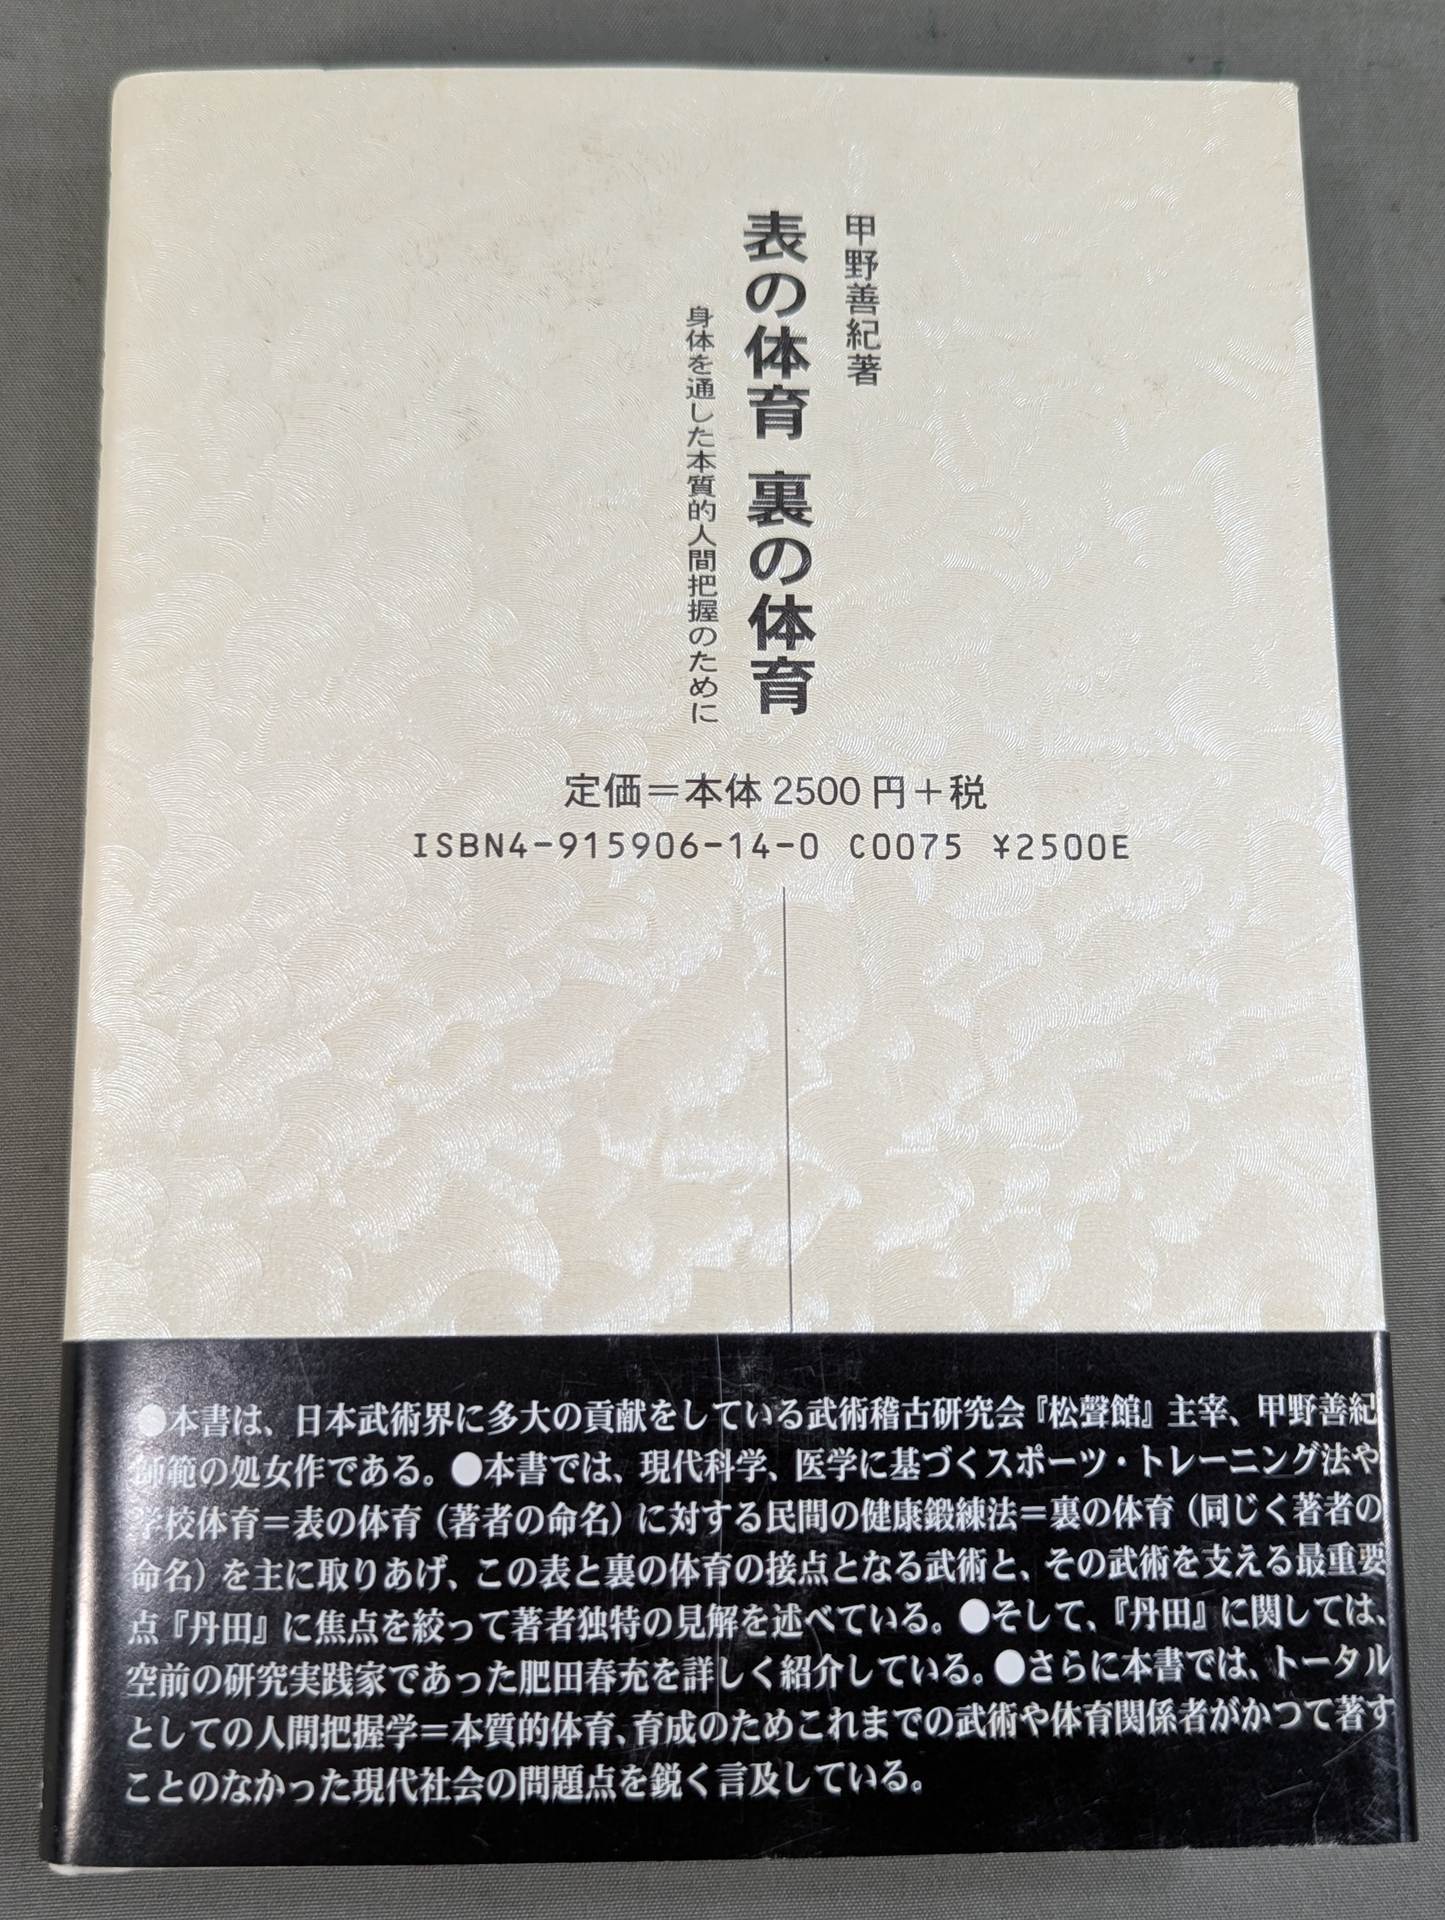 甲野善紀著
表の体育 裏の体育
身体を通した本質的人間把握のために
定価＝本体2500円＋税
ISBN4-915906-14-0 C0075 ¥2500E
●本書は、日本武術界に多大の貢献をしている武術稽古研究会『松聲館』主宰、甲野善紀
師範の処女作である。●本書では、現代科学、医学に基づくスポーツ・トレーニング法や
学校体育＝表の体育（著者の命名）に対する民間の健康鍛練法＝裏の体育（同じく著者の
命名）を主に取りあげ、この表と裏の体育の接点となる武術と、その武術を支える最重要
点『丹田』に焦点を絞って著者独特の見解を述べている。●そして、『丹田』に関しては、
空前の研究実践家であった肥田春充を詳しく紹介している。●さらに本書では、トータル
としての人間把握学＝本質的体育、育成のためこれまでの武術や体育関係者がかつて著す
ことのなかった現代社会の問題点を鋭く言及している。